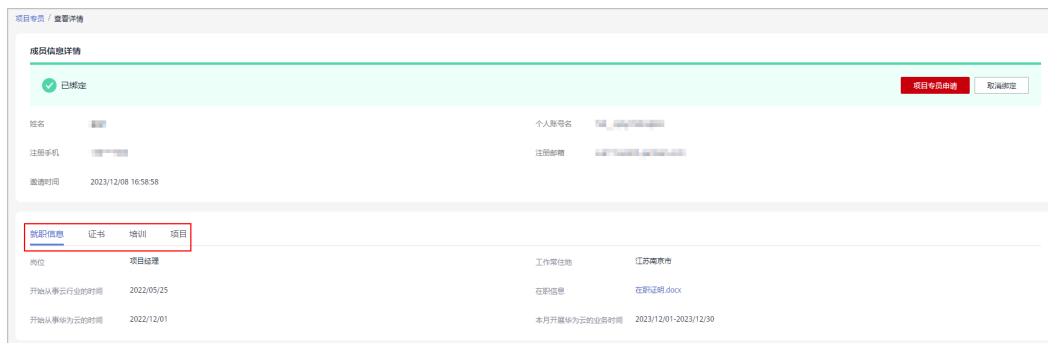 项目专员 / 查看详情
成员信息详情
已绑定 项目专员申请 取消绑定
姓名 个人账号名
注册手机 注册邮箱
邀请时间 2023/12/08 16:58:58
就职信息 证书 培训 项目
岗位 项目经理 工作常住地 江苏南京市
开始从事云行业的时间 2022/05/25 在职信息 在职证明.docx
开始从事华为云的时间 2022/12/01 本月开展华为云的业务时间 2023/12/01-2023/12/30